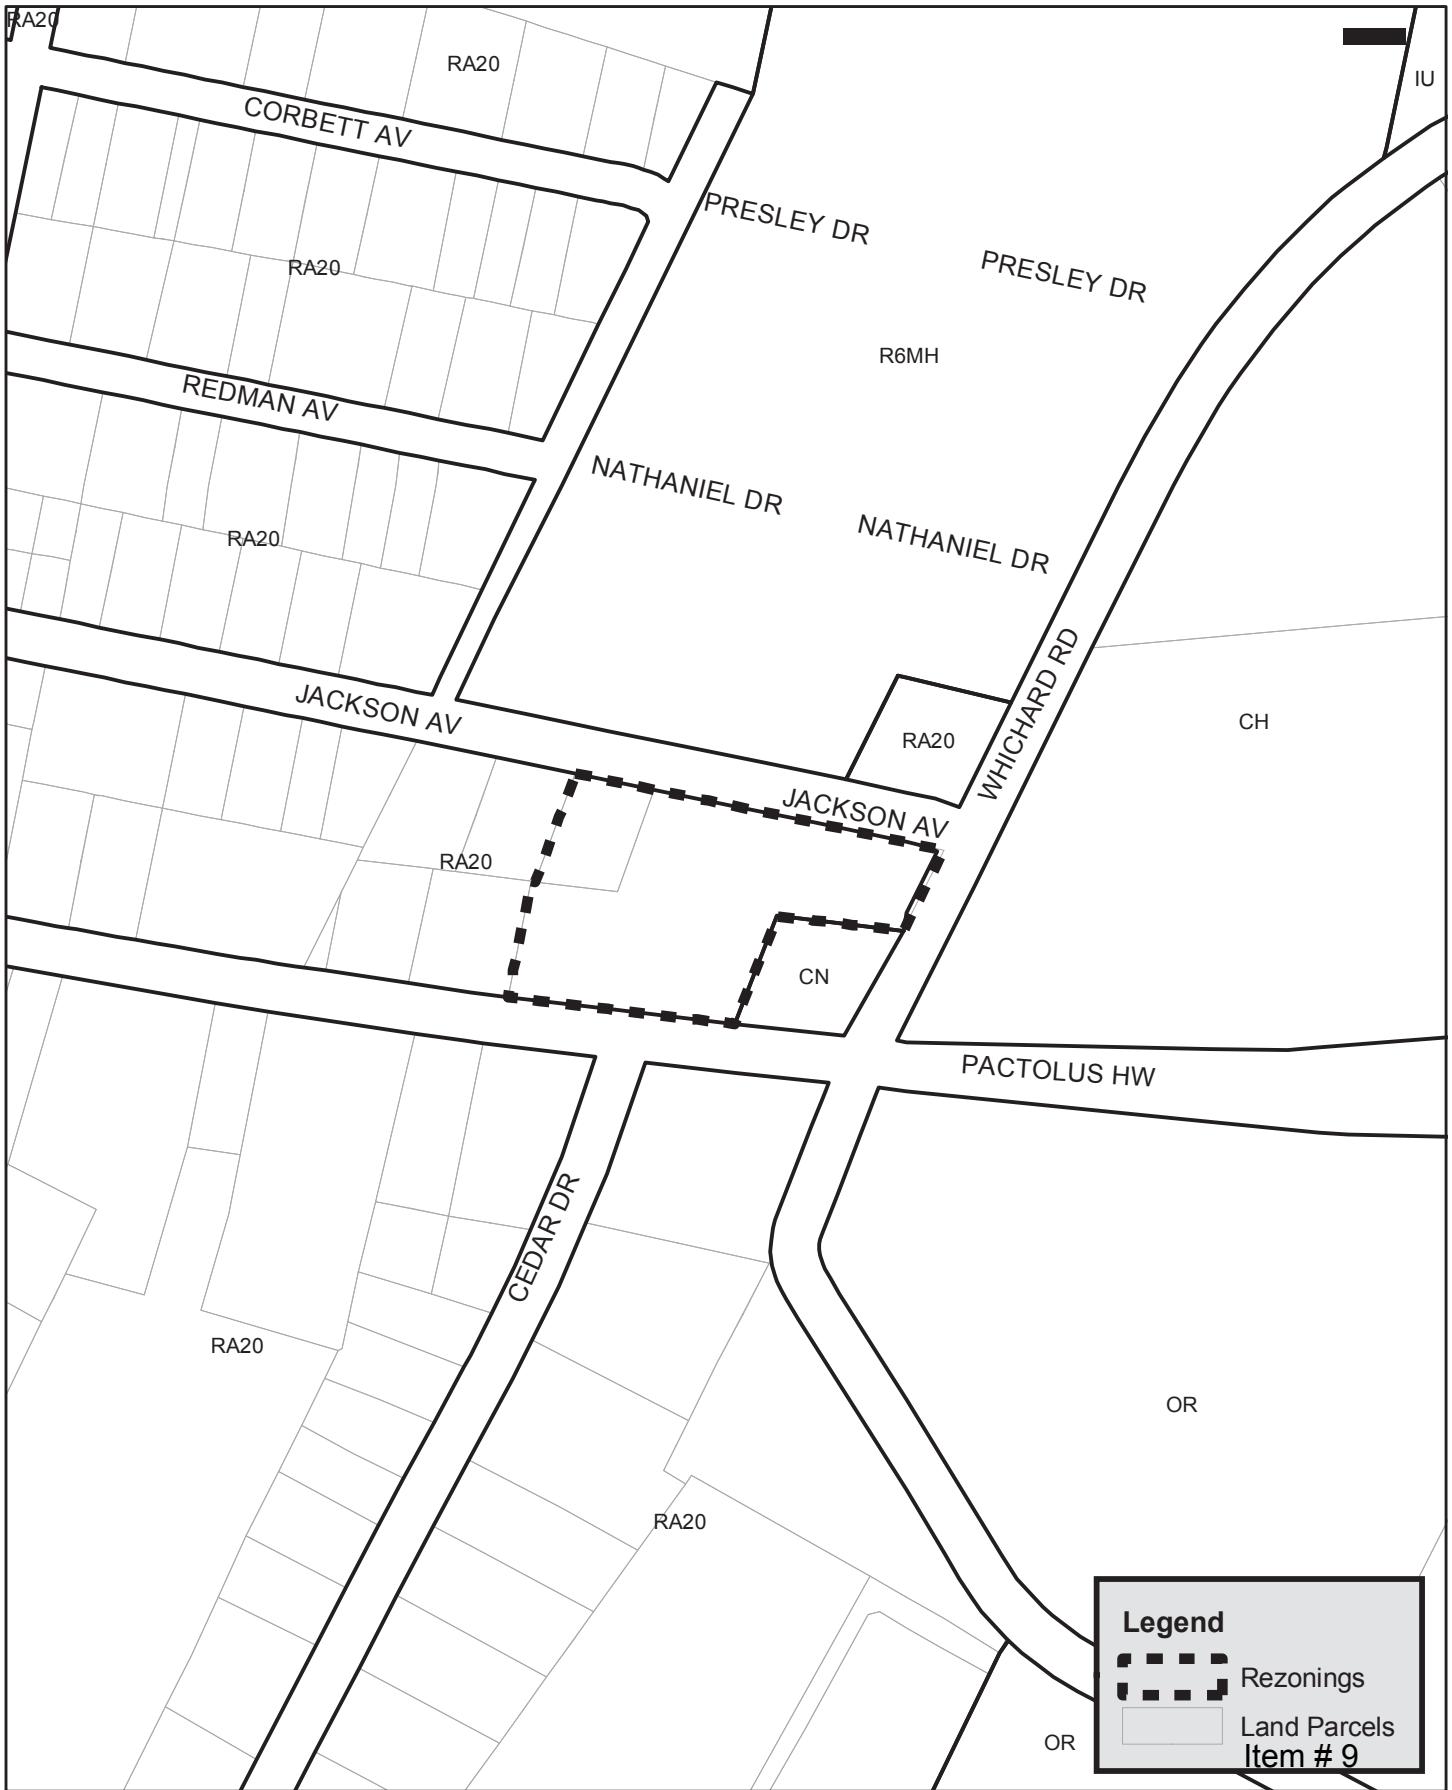 RA20
RA20
IU
CORBETT AV
PRESLEY DR
PRESLEY DR
RA20
R6MH
REDMAN AV
NATHANIEL DR
NATHANIEL DR
RA20
WHICHARD RD
JACKSON AV
CH
RA20
JACKSON AV
RA20
CN
PACTOLUS HW
CEDAR DR
RA20
OR
RA20
Legend
Rezonings
Land Parcels
OR
Item # 9